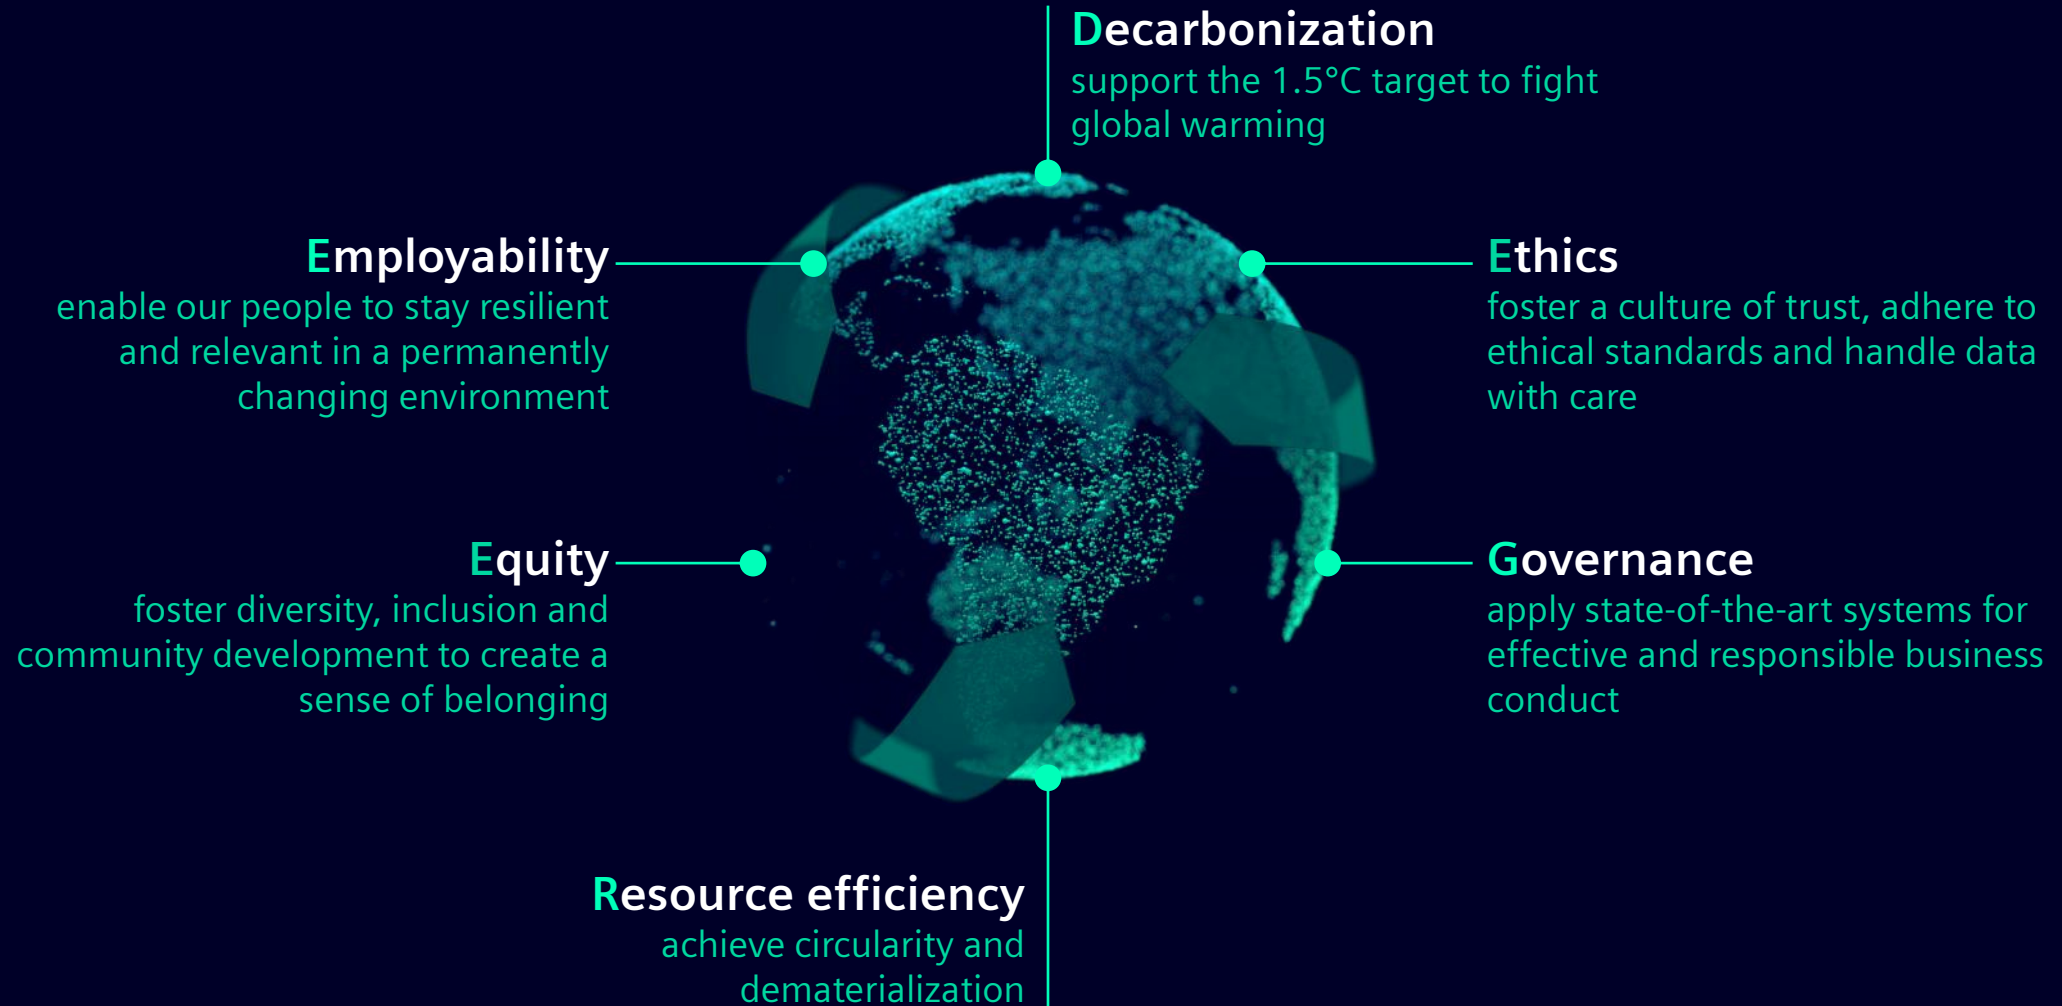 Decarbonization
support the 1.5°C target to fight
global warming
Ethics
foster a culture of trust, adhere to
ethical standards and handle data
with care
Governance
apply state-of-the-art systems for
effective and responsible business
conduct
Resource efficiency
achieve circularity and
dematerialization
Equity
foster diversity, inclusion and
community development to create a
sense of belonging
Employability
enable our people to stay resilient
and relevant in a permanently
changing environment